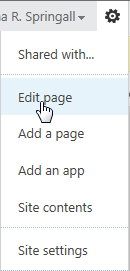 a R. Springall
Shared with...
Edit page
Add a page
Add an app
Site contents
Site settings